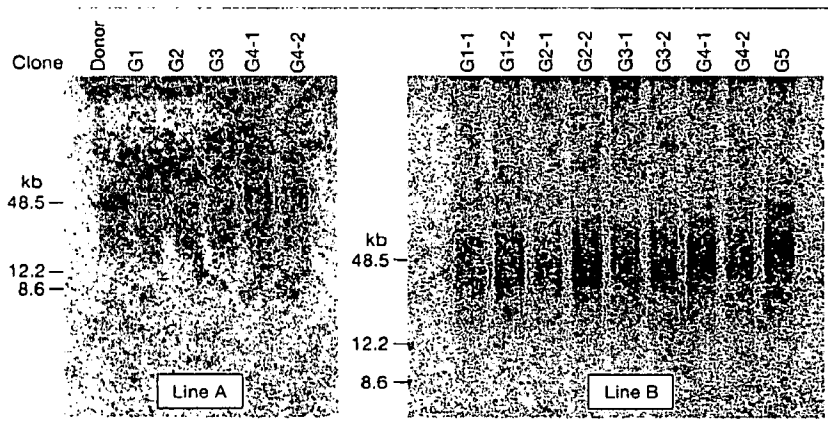 Clone Donor G1 G2 G3 G4-1 G4-2
kb
48.5
12.2
8.6
Line A
G1-1 G1-2 G2-1 G2-2 G3-1 G3-2 G4-1 G4-2 G5
kb
48.5
12.2
8.6
Line B